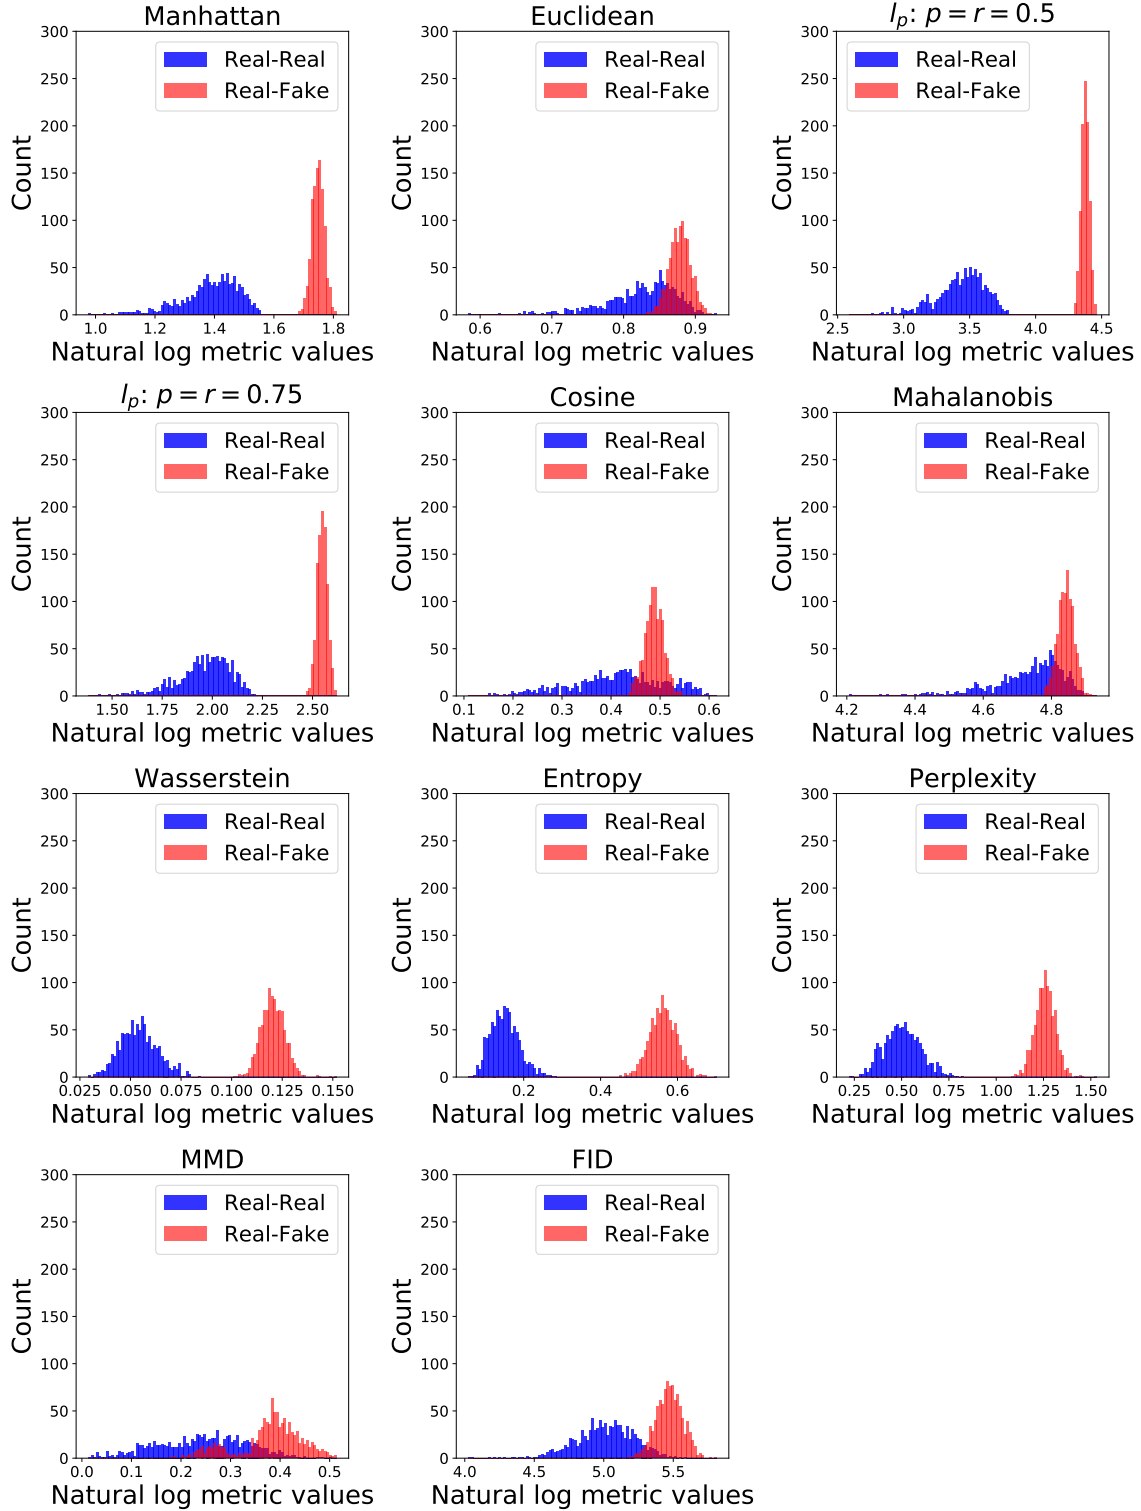 Manhattan
300
250
200
150
100
50
0
Count
Real-Real
Real-Fake
1.0 1.2 1.4 1.6 1.8
Natural log metric values
Euclidean
300
250
200
150
100
50
0
Count
Real-Real
Real-Fake
0.6 0.7 0.8 0.9
Natural log metric values
l_p: p = r = 0.5
300
250
200
150
100
50
0
Count
Real-Real
Real-Fake
2.5 3.0 3.5 4.0 4.5
Natural log metric values
l_p: p = r = 0.75
300
250
200
150
100
50
0
Count
Real-Real
Real-Fake
1.50 1.75 2.00 2.25 2.50
Natural log metric values
Cosine
300
250
200
150
100
50
0
Count
Real-Real
Real-Fake
0.1 0.2 0.3 0.4 0.5 0.6
Natural log metric values
Mahalanobis
300
250
200
150
100
50
0
Count
Real-Real
Real-Fake
4.2 4.4 4.6 4.8
Natural log metric values
Wasserstein
300
250
200
150
100
50
0
Count
Real-Real
Real-Fake
0.025 0.050 0.075 0.100 0.125 0.150
Natural log metric values
Entropy
300
250
200
150
100
50
0
Count
Real-Real
Real-Fake
0.2 0.4 0.6
Natural log metric values
Perplexity
300
250
200
150
100
50
0
Count
Real-Real
Real-Fake
0.25 0.50 0.75 1.00 1.25 1.50
Natural log metric values
MMD
300
250
200
150
100
50
0
Count
Real-Real
Real-Fake
0.0 0.1 0.2 0.3 0.4 0.5
Natural log metric values
FID
300
250
200
150
100
50
0
Count
Real-Real
Real-Fake
4.0 4.5 5.0 5.5
Natural log metric values